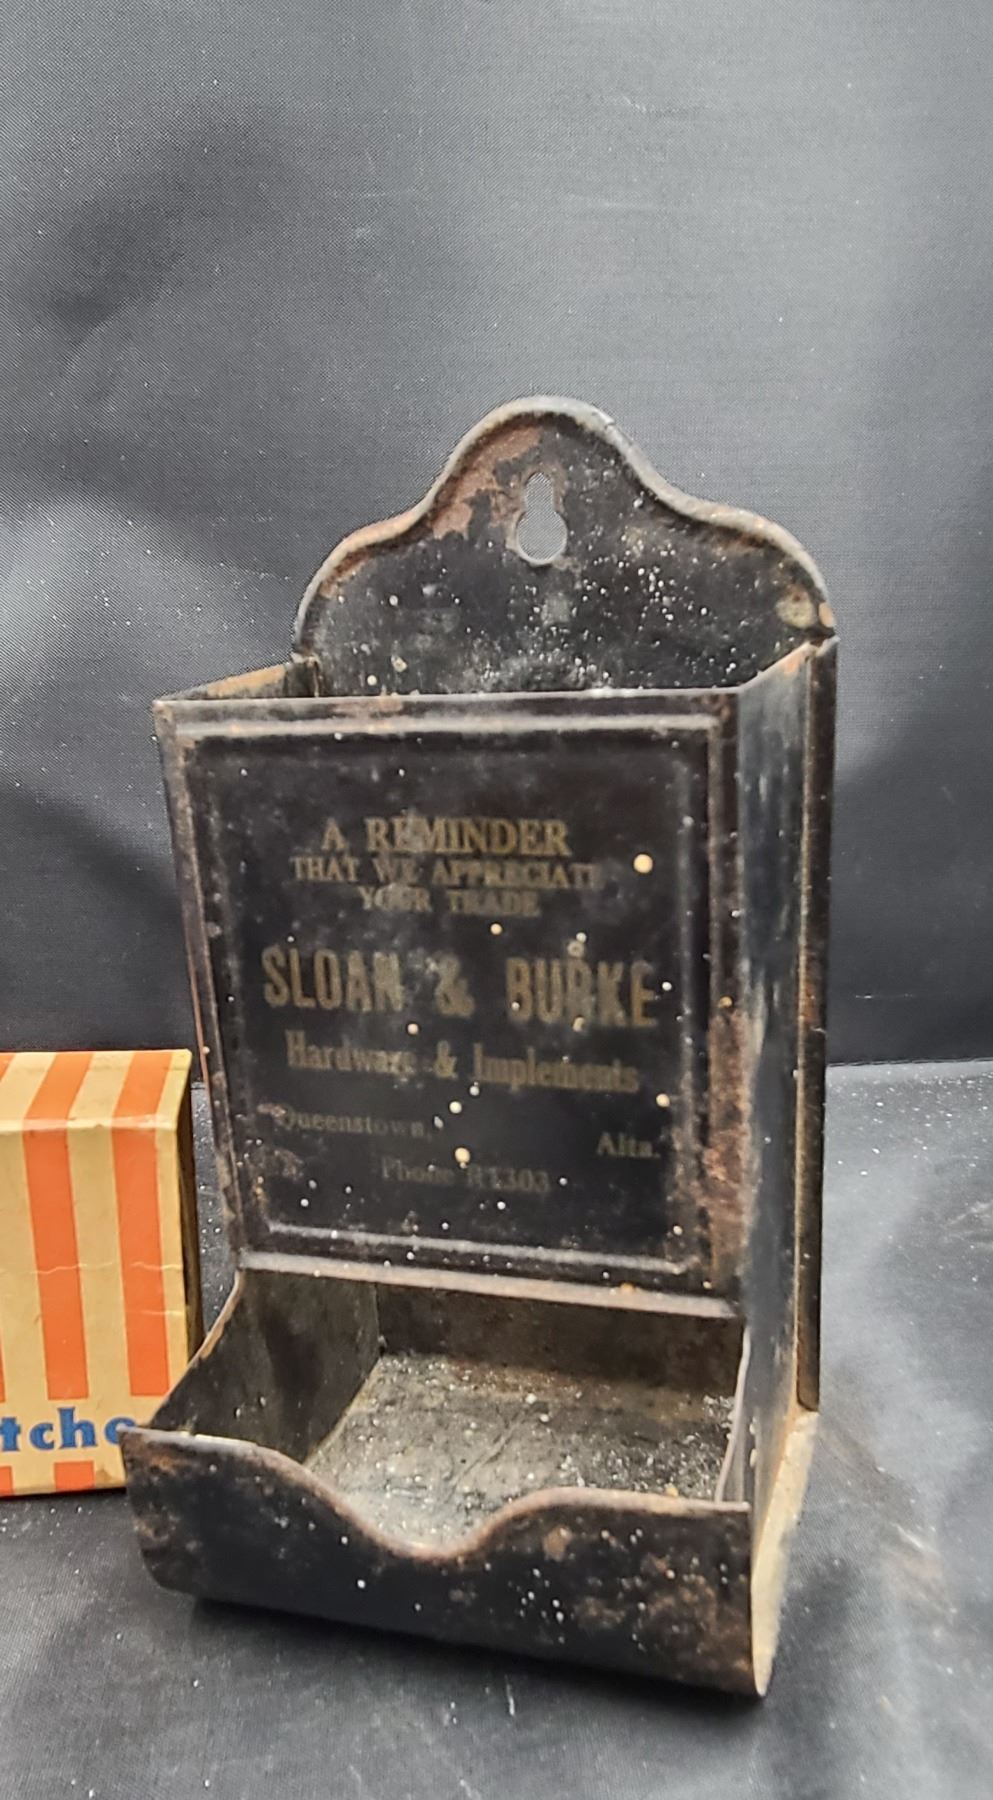 A REMINDER
THAT WE APPRECIATE
YOUR TRADE
SLOAN & BURKE
Hardware & Implements
Queenstown, Alta.
Phone R1303
tche